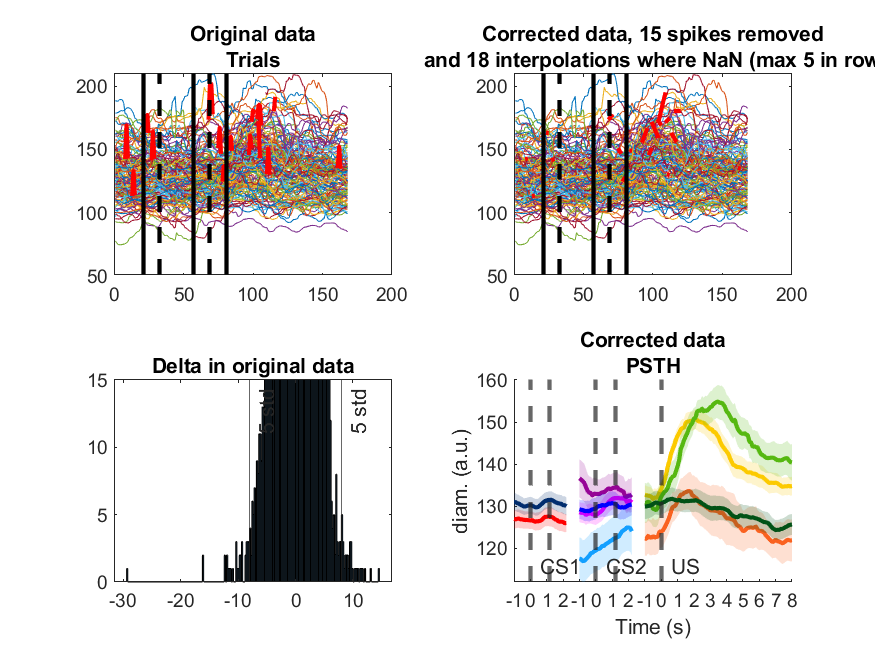 Original data
Trials
200
150
100
50
0 50 100 150 200
Corrected data, 15 spikes removed
and 18 interpolations where NaN (max 5 in row
200
150
100
50
0 50 100 150 200
Delta in original data
15
10
5
0
5 std
5 std
-30 -20 -10 0 10
Corrected data
PSTH
160
150
140
130
120
diam. (a.u.)
CS1 CS2 US
-1 0 1 2 -1 0 1 2 -1 0 1 2 3 4 5 6 7 8
Time (s)